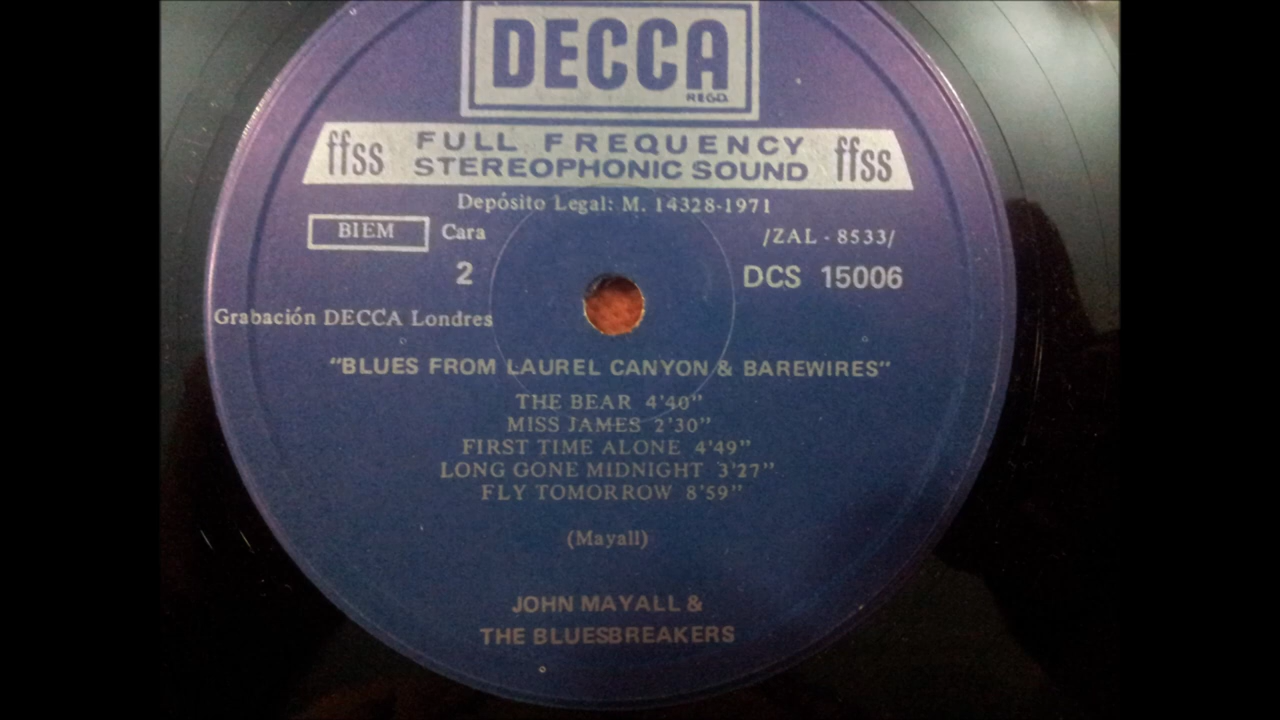 DECCA
REGD.
ffss FULL FREQUENCY ffss
STEREOPHONIC SOUND
Depósito Legal: M. 14328-1971
BIEM Cara /ZAL - 8533/
2 DCS 15006
Grabación DECCA Londres
"BLUES FROM LAUREL CANYON & BAREWIRES"
THE BEAR 4'40"
MISS JAMES 2'30"
FIRST TIME ALONE 4'49"
LONG GONE MIDNIGHT 3'27"
FLY TOMORROW 8'59"
(Mayall)
JOHN MAYALL &
THE BLUESBREAKERS